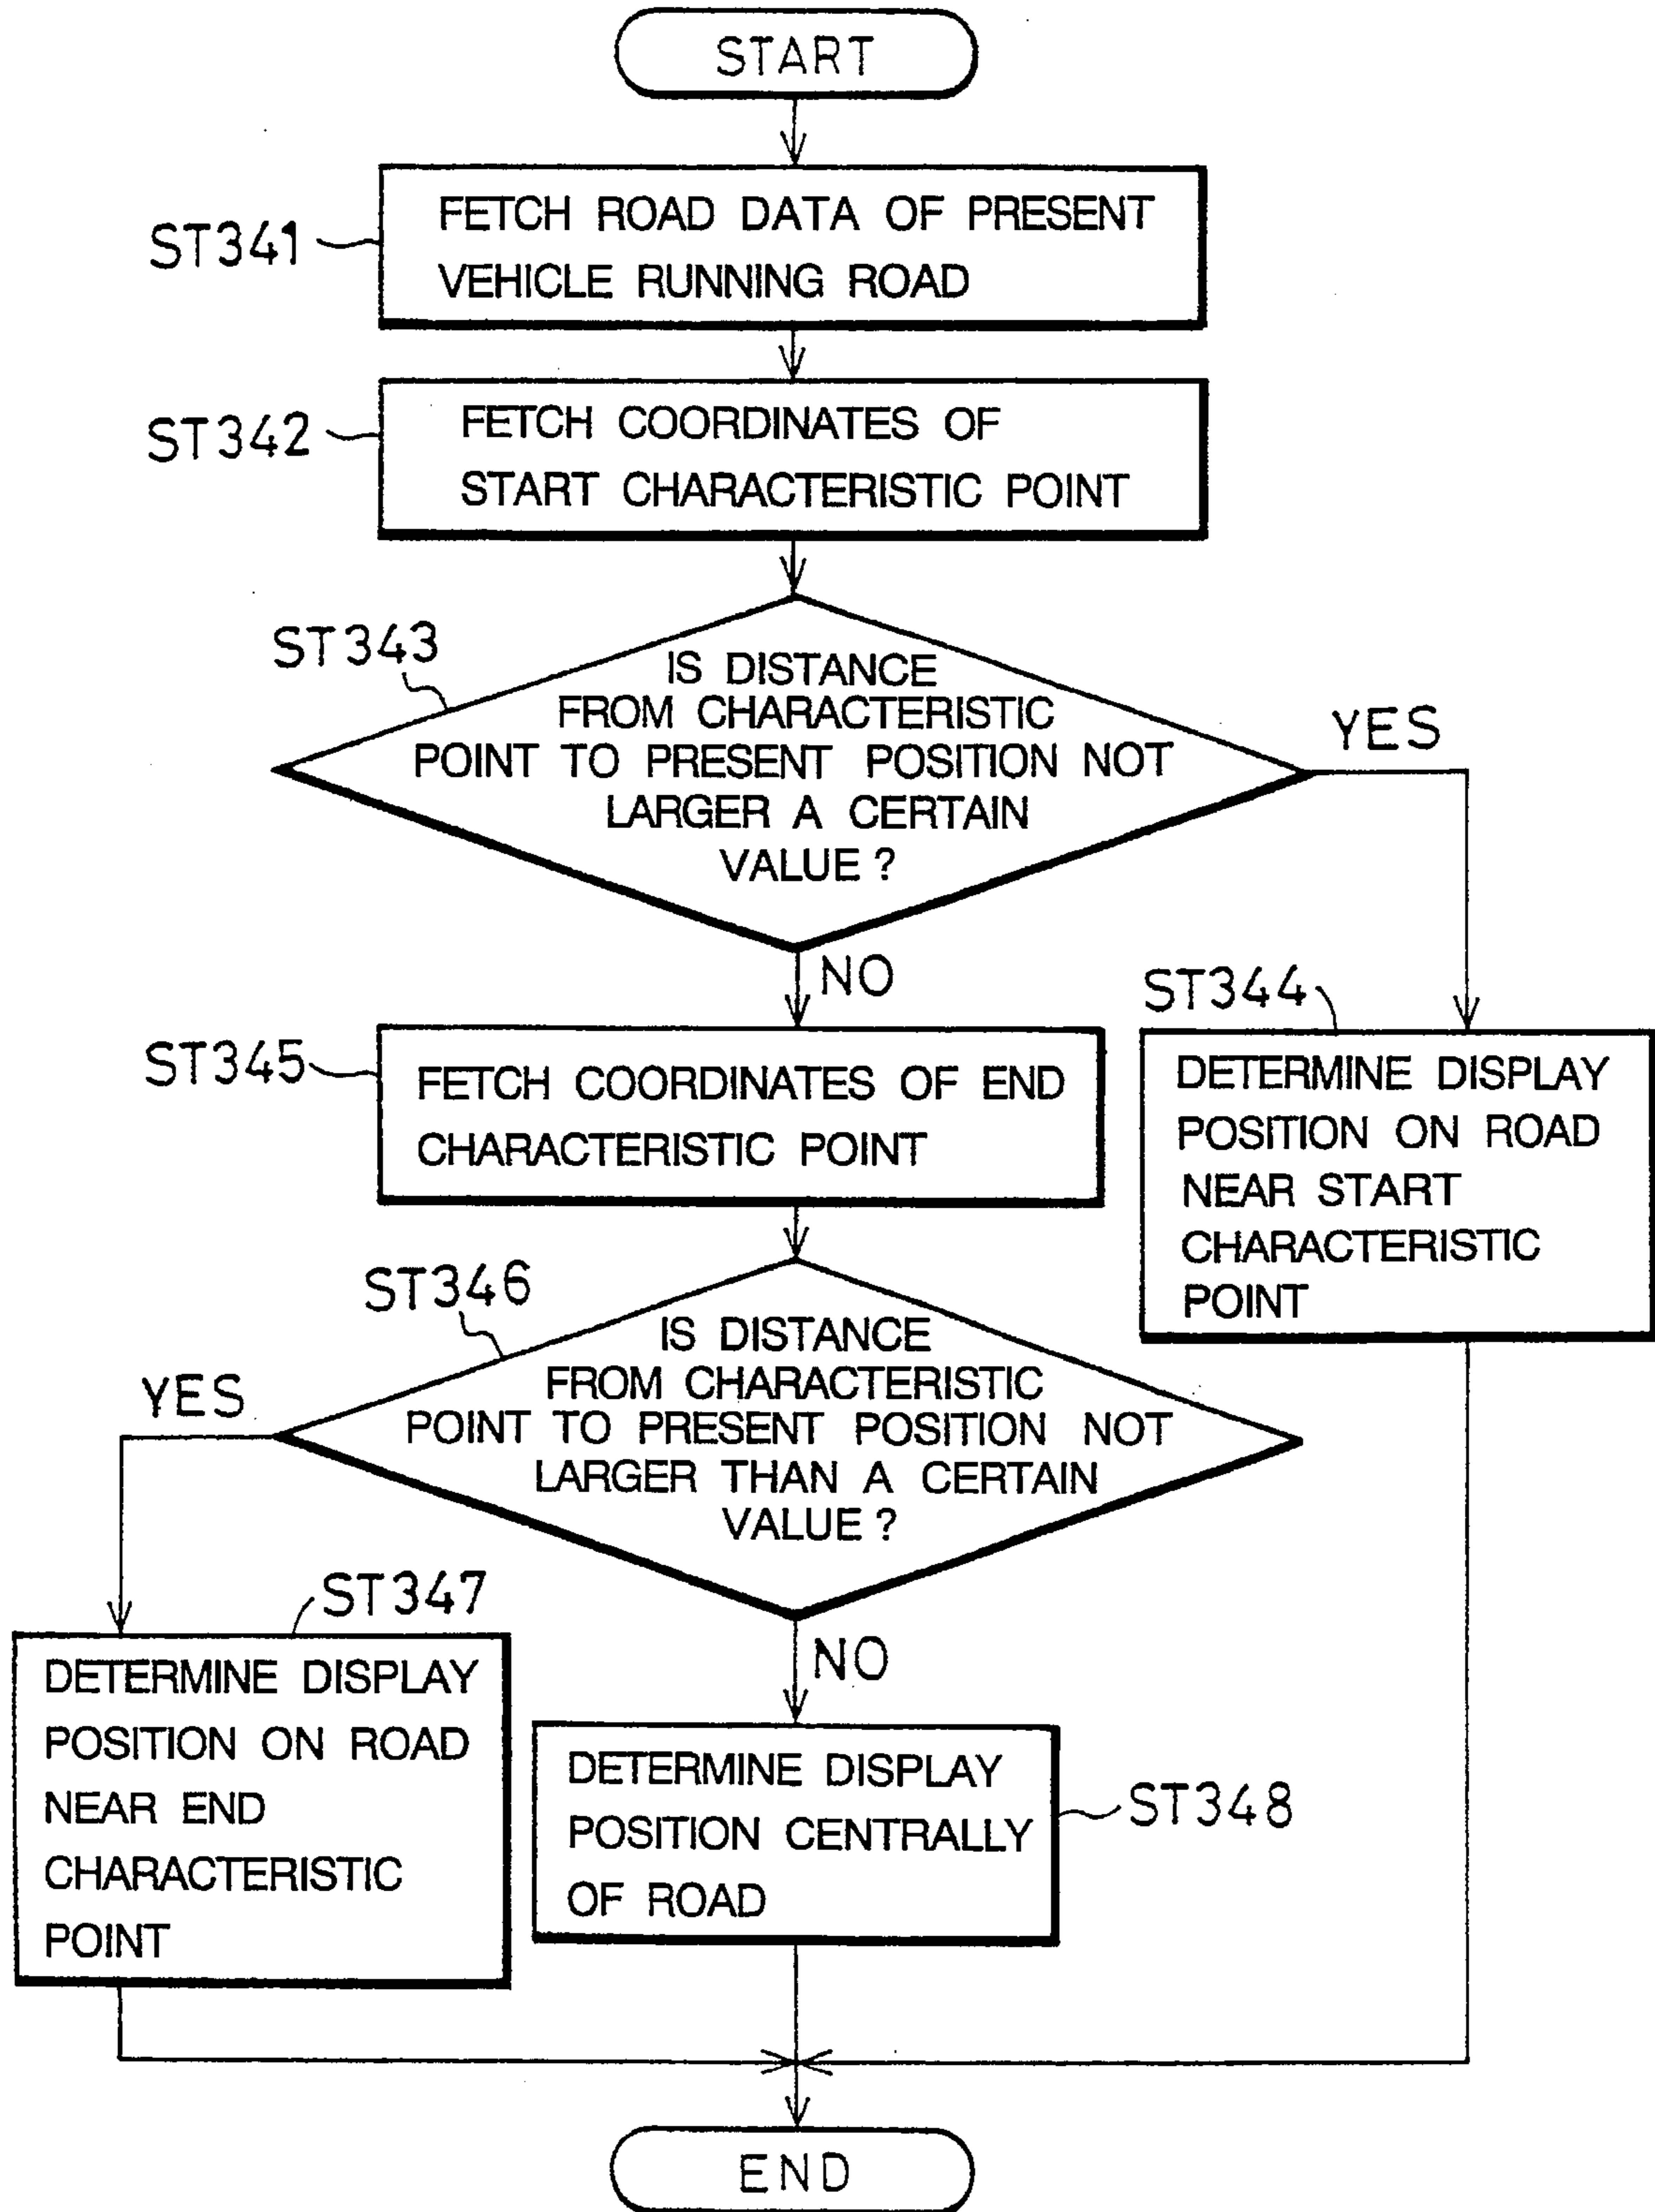 START
ST341
FETCH ROAD DATA OF PRESENT
VEHICLE RUNNING ROAD
ST342
FETCH COORDINATES OF
START CHARACTERISTIC POINT
ST343
IS DISTANCE
FROM CHARACTERISTIC
POINT TO PRESENT POSITION NOT
LARGER A CERTAIN
VALUE?
YES
NO
ST344
DETERMINE DISPLAY
POSITION ON ROAD
NEAR START
CHARACTERISTIC
POINT
ST345
FETCH COORDINATES OF END
CHARACTERISTIC POINT
ST346
IS DISTANCE
FROM CHARACTERISTIC
POINT TO PRESENT POSITION NOT
LARGER THAN A CERTAIN
VALUE?
YES
NO
ST347
DETERMINE DISPLAY
POSITION ON ROAD
NEAR END
CHARACTERISTIC
POINT
DETERMINE DISPLAY
POSITION CENTRALLY
OF ROAD
ST348
END